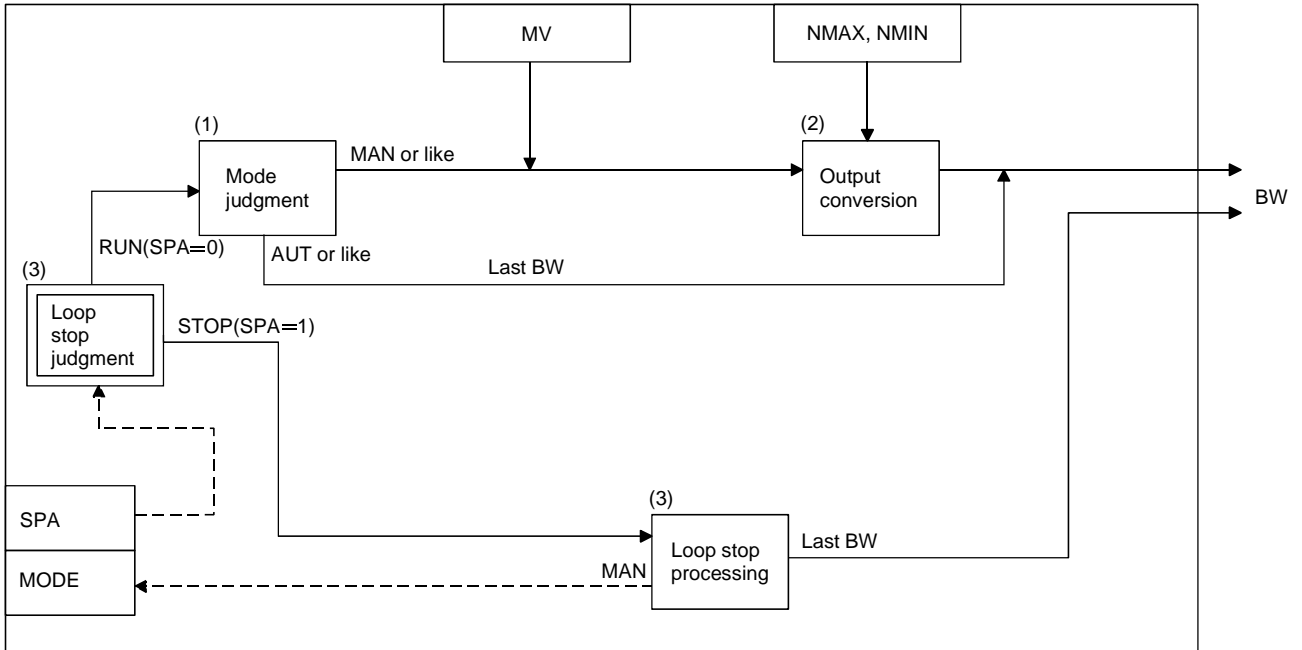 MV
NMAX, NMIN
(1)
(2)
MAN or like
Mode
judgment
Output
conversion
BW
RUN(SPA=0)
AUT or like
Last BW
(3)
Loop
stop
judgment
STOP(SPA=1)
SPA
MODE
(3)
Loop stop
processing
Last BW
MAN